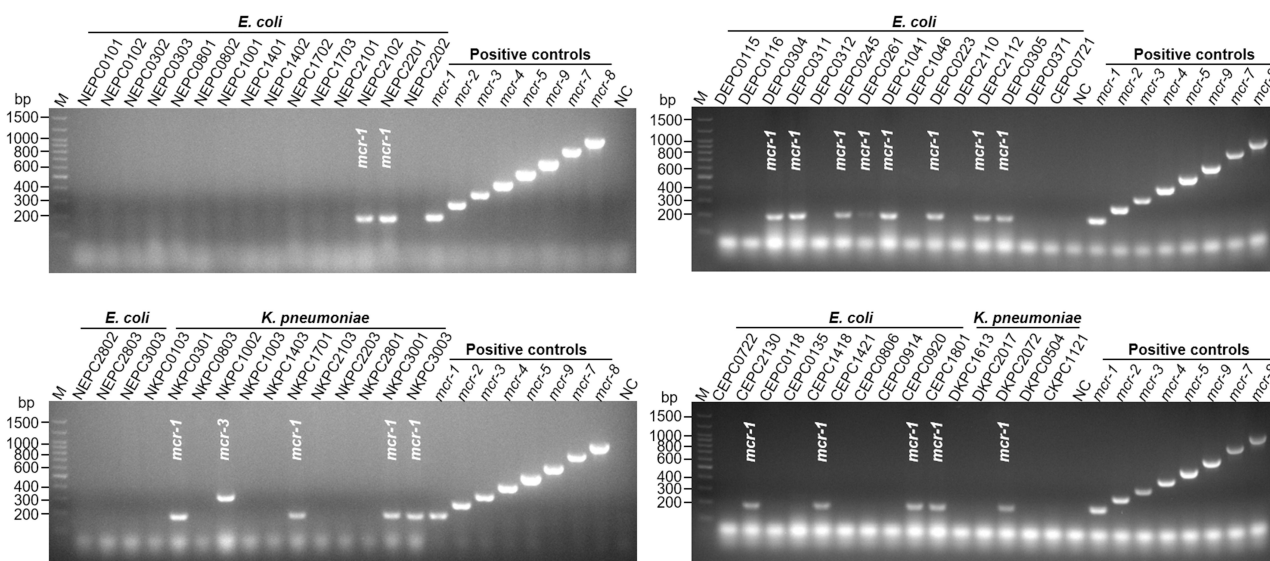 E. coli
Positive controls
M
NEPC0101
NEPC0102
NEPC0302
NEPC0303
NEPC0801
NEPC0802
NEPC1001
NEPC1401
NEPC1402
NEPC1702
NEPC1703
NEPC2101
NEPC2102
NEPC2201
NEPC2202
mcr-1
mcr-2
mcr-3
mcr-4
mcr-5
mcr-9
mcr-7
mcr-8
NC
bp
1500
1000
800
600
400
300
200
mcr-1
mcr-1
E. coli
Positive controls
M
DEPC0115
DEPC0116
DEPC0304
DEPC0311
DEPC0312
DEPC0245
DEPC0261
DEPC1041
DEPC1046
DEPC0223
DEPC2110
DEPC2112
DEPC0305
DEPC0371
CEPC0721
NC
mcr-1
mcr-2
mcr-3
mcr-4
mcr-5
mcr-9
mcr-7
mcr-8
bp
1500
1000
800
600
400
300
200
mcr-1
mcr-1
mcr-1
mcr-1
mcr-1
mcr-1
mcr-1
mcr-1
E. coli
K. pneumoniae
Positive controls
M
NEPC2802
NEPC2803
NEPC3003
NKPC0103
NKPC0301
NKPC0803
NKPC1002
NKPC1003
NKPC1403
NKPC1701
NKPC2103
NKPC2203
NKPC2801
NKPC3001
NKPC3003
mcr-1
mcr-2
mcr-3
mcr-4
mcr-5
mcr-9
mcr-7
mcr-8
NC
bp
1500
1000
800
600
400
300
200
mcr-1
mcr-3
mcr-1
mcr-1
mcr-1
E. coli
K. pneumoniae
Positive controls
M
CEPC0722
CEPC2130
CEPC0118
CEPC0135
CEPC1418
CEPC1421
CEPC0806
CEPC0914
CEPC0920
CEPC1801
DKPC1613
DKPC2017
DKPC2072
DKPC0504
CKPC1121
NC
mcr-1
mcr-2
mcr-3
mcr-4
mcr-5
mcr-9
mcr-7
mcr-8
bp
1500
1000
800
600
400
300
200
mcr-1
mcr-1
mcr-1
mcr-1
mcr-1